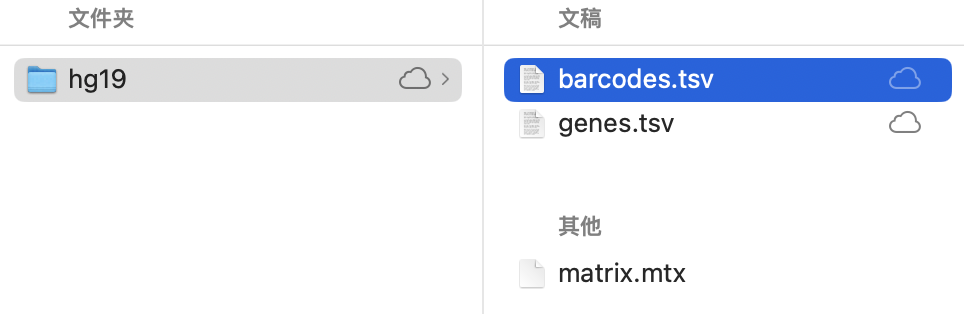 文件夹
hg19
文稿
barcodes.tsv
genes.tsv
其他
matrix.mtx